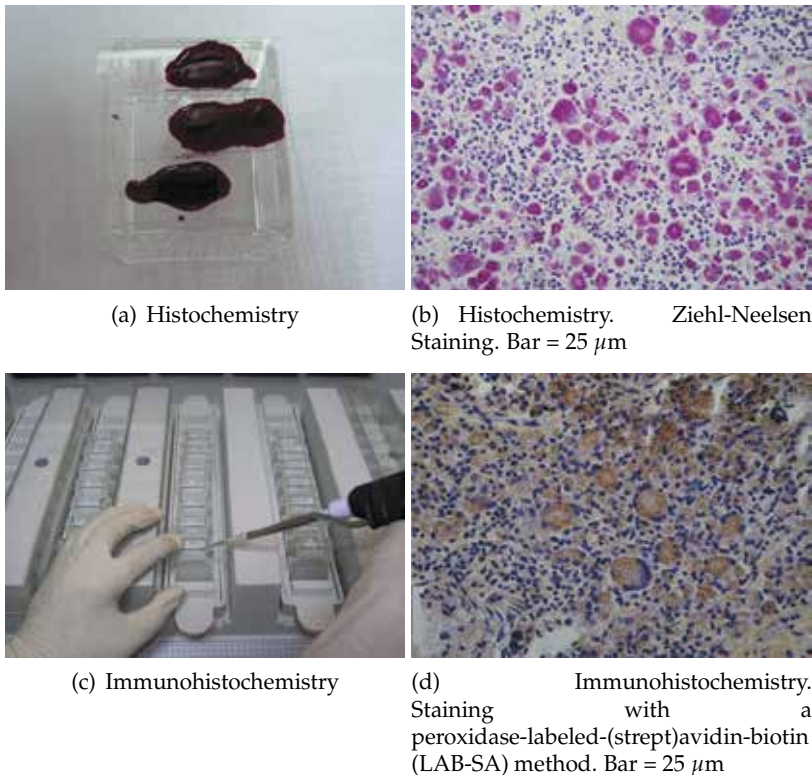 (a) Histochemistry
(b) Histochemistry. Ziehl-Neelsen
Staining. Bar = 25 µm
(c) Immunohistochemistry
(d) Immunohistochemistry.
Staining with a
peroxidase-labeled-(strept)avidin-biotin
(LAB-SA) method. Bar = 25 µm